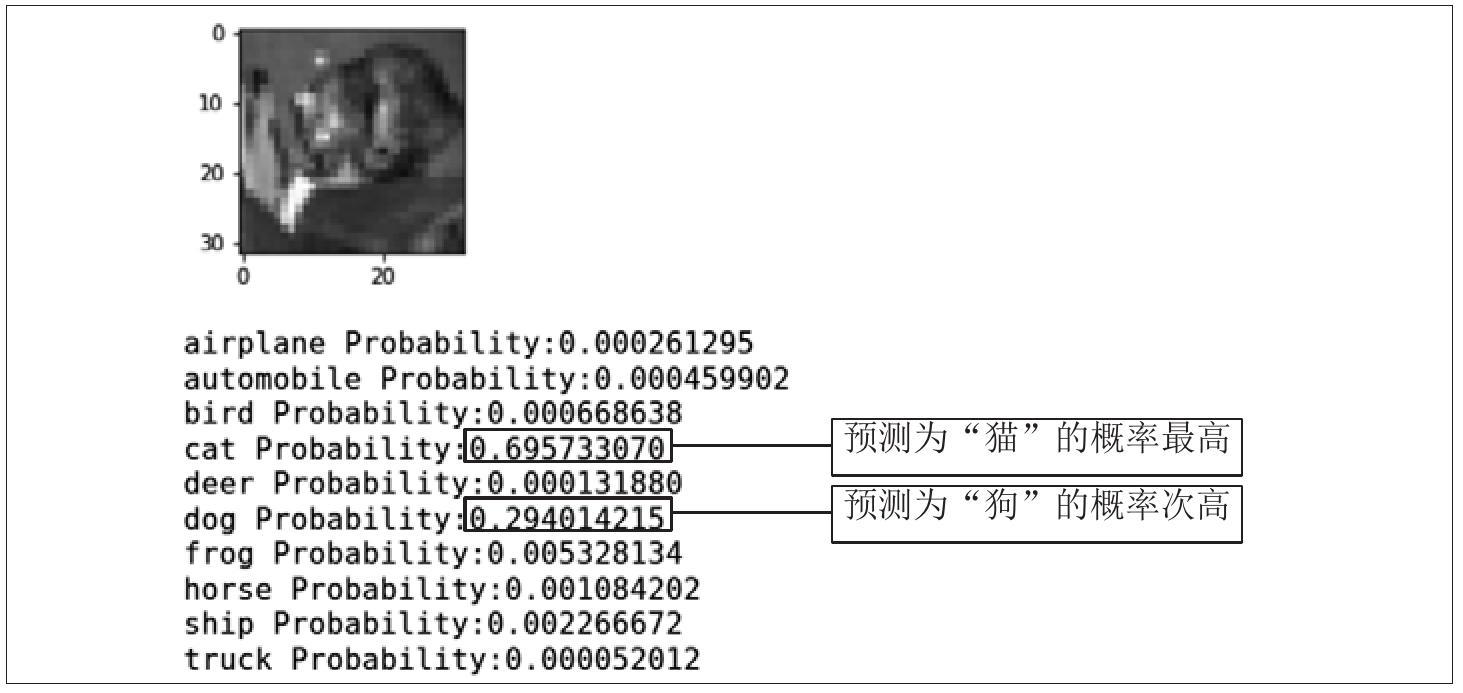 0
10
20
30
0 20
airplane Probability:0.000261295
automobile Probability:0.000459902
bird Probability:0.000668638
cat Probability:0.695733070
预测为“猫”的概率最高
deer Probability:0.000131880
dog Probability:0.294014215
预测为“狗”的概率次高
frog Probability:0.005328134
horse Probability:0.001084202
ship Probability:0.002266672
truck Probability:0.000052012